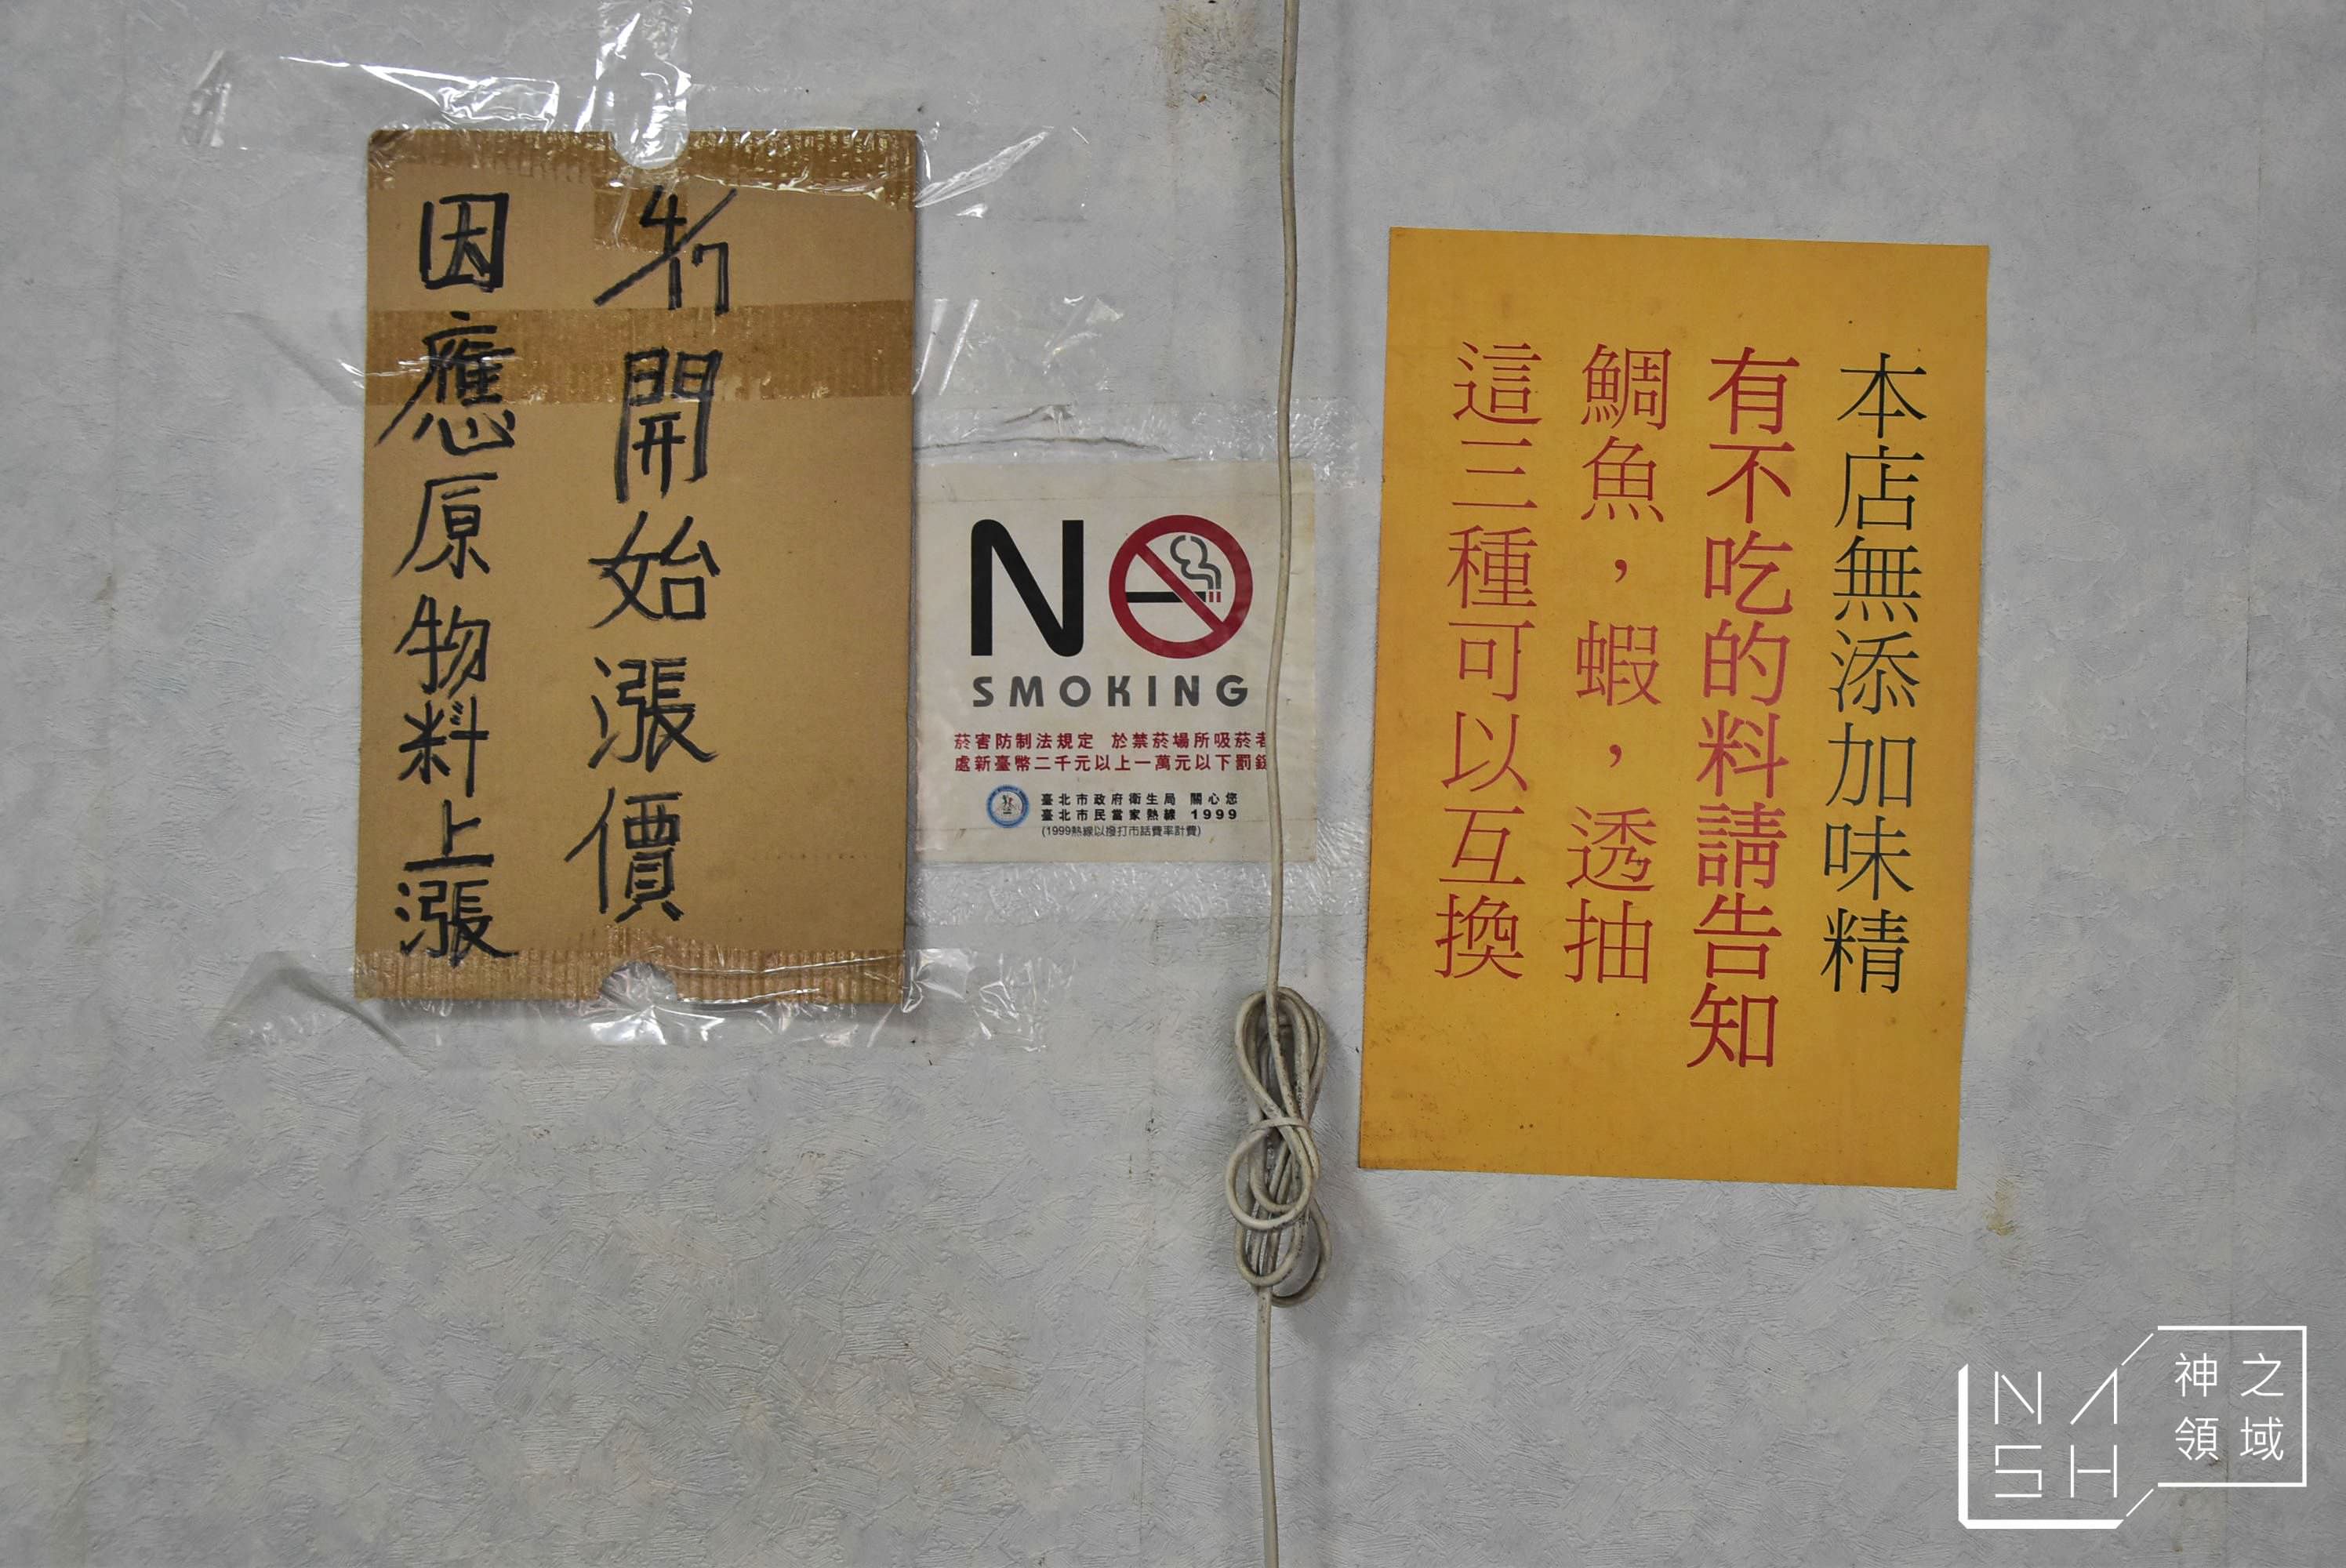 因應原物料上漲
4/17開始漲價
NO
SMOKING
菸害防制法規定 於禁菸場所吸菸者
處新臺幣二千元以上一萬元以下罰鍰
臺北市政府衛生局 關心您
臺北市民當家熱線 1999
(1999熱線以撥打市話費率計費)
本店無添加味精
有不吃的料請告知
鯛魚，蝦，透抽
這三種可以互換
NASH
神之領域